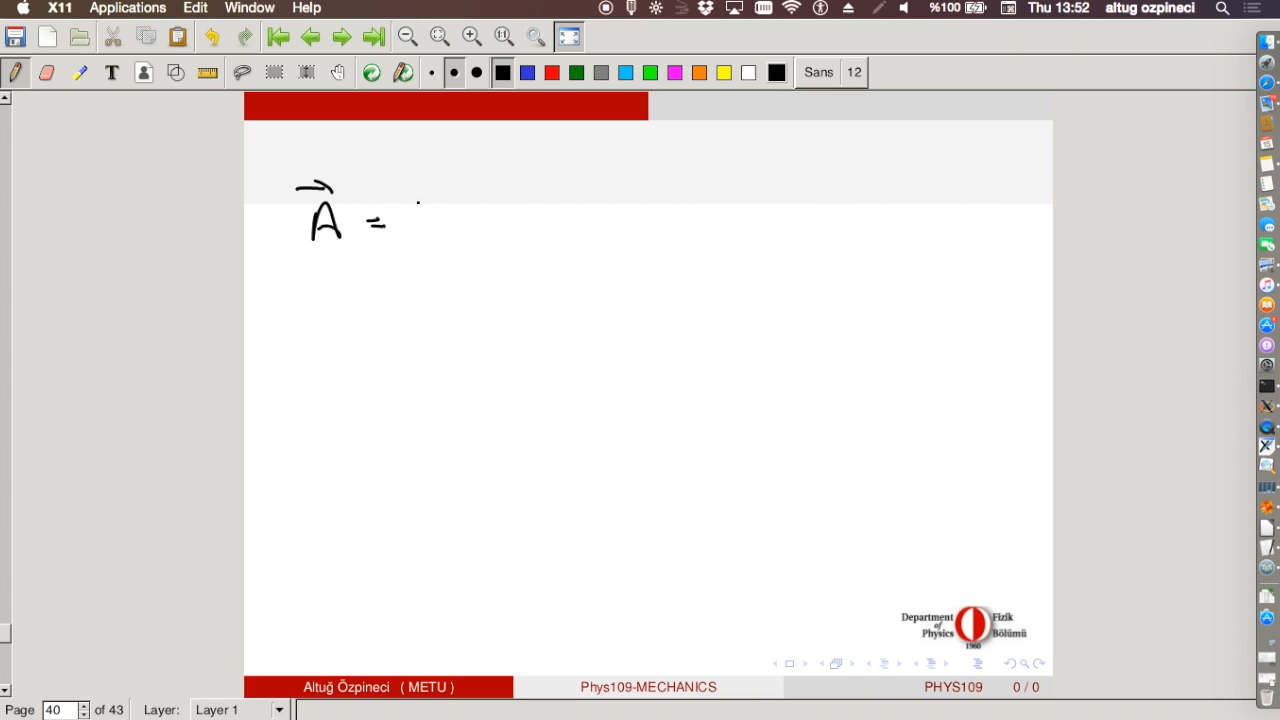 X11 Applications Edit Window Help %100 Thu 13:52 altug ozpineci
Sans 12
A⃗ =
Department of Physics
Fizik Bölümü
1960
Altuğ Özpineci ( METU ) Phys109-MECHANICS PHYS109 0 / 0
Page 40 of 43 Layer: Layer 1